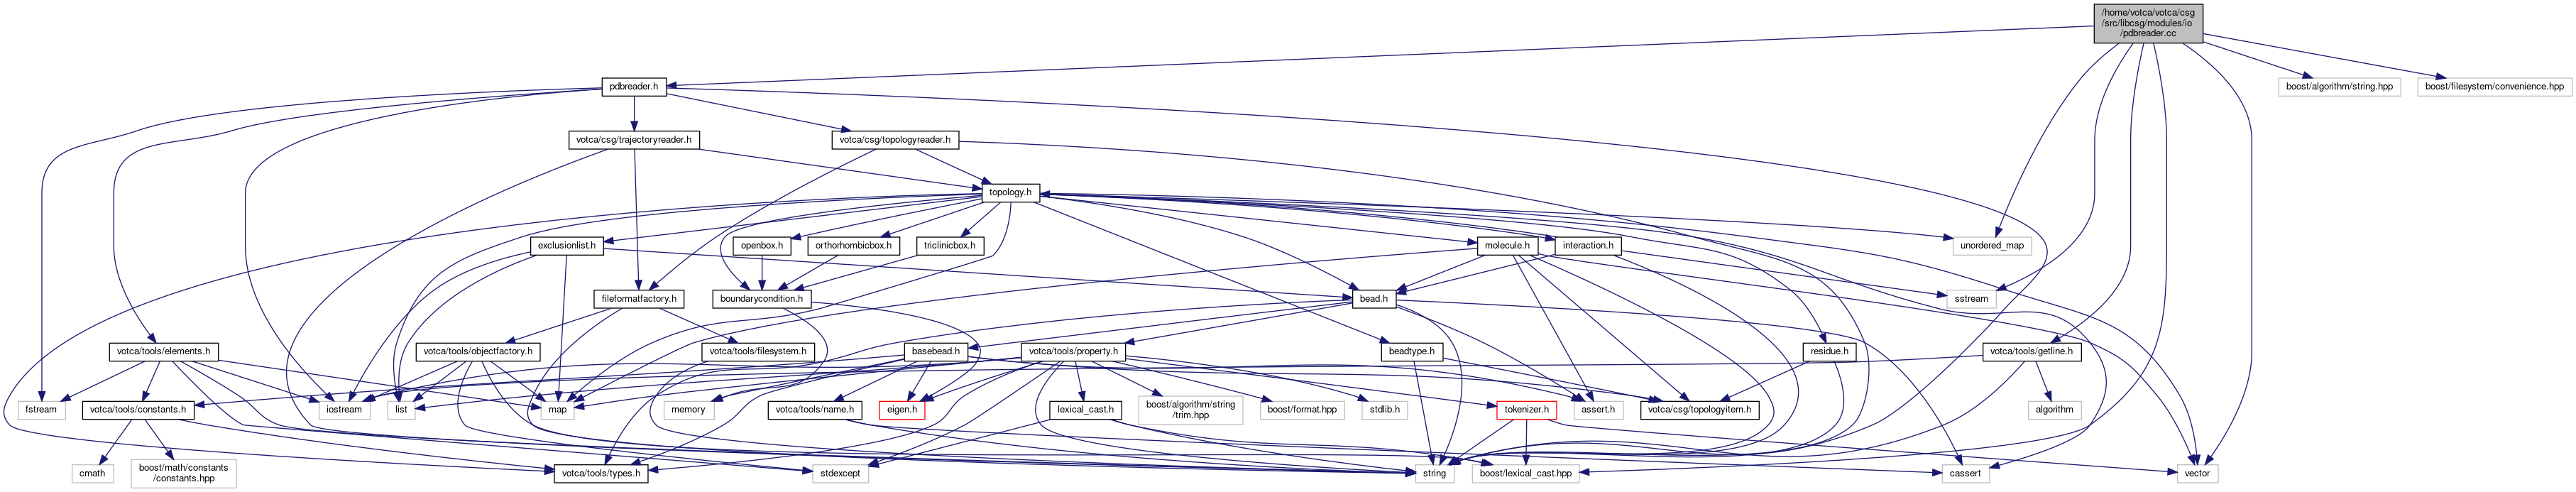 /home/votca/votca/csg
/src/libcsg/modules/io
/pdbreader.cc
pdbreader.h
boost/algorithm/string.hpp
boost/filesystem/convenience.hpp
votca/csg/trajectoryreader.h
votca/csg/topologyreader.h
topology.h
exclusionlist.h
openbox.h
orthorhombicbox.h
triclinicbox.h
molecule.h
interaction.h
unordered_map
fileformatfactory.h
boundarycondition.h
bead.h
sstream
votca/tools/elements.h
votca/tools/objectfactory.h
votca/tools/filesystem.h
basebead.h
votca/tools/property.h
beadtype.h
residue.h
votca/tools/getline.h
fstream
votca/tools/constants.h
iostream
list
map
memory
votca/tools/name.h
eigen.h
lexical_cast.h
boost/algorithm/string
/trim.hpp
boost/format.hpp
stdlib.h
tokenizer.h
assert.h
votca/csg/topologyitem.h
algorithm
cmath
boost/math/constants
/constants.hpp
votca/tools/types.h
stdexcept
string
boost/lexical_cast.hpp
cassert
vector